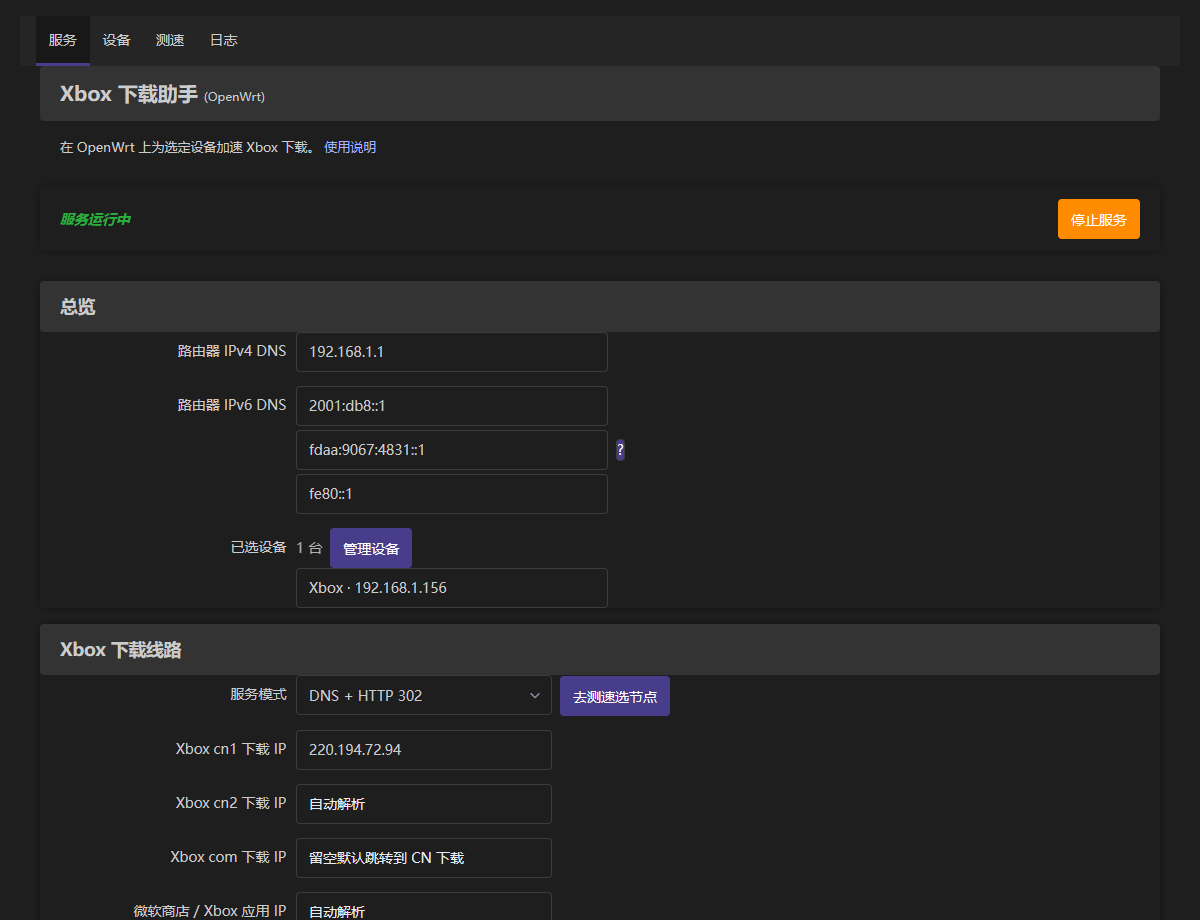 服务 设备 测速 日志
Xbox 下载助手 (OpenWrt)
在 OpenWrt 上为选定设备加速 Xbox 下载。 使用说明
服务运行中 停止服务
总览
路由器 IPv4 DNS 192.168.1.1
路由器 IPv6 DNS 2001:db8::1
fdaa:9067:4831::1 ?
fe80::1
已选设备 1 台 管理设备
Xbox · 192.168.1.156
Xbox 下载线路
服务模式 DNS + HTTP 302 去测速选节点
Xbox cn1 下载 IP 220.194.72.94
Xbox cn2 下载 IP 自动解析
Xbox com 下载 IP 留空默认跳转到 CN 下载
微软商店 / Xbox 应用 IP 自动解析